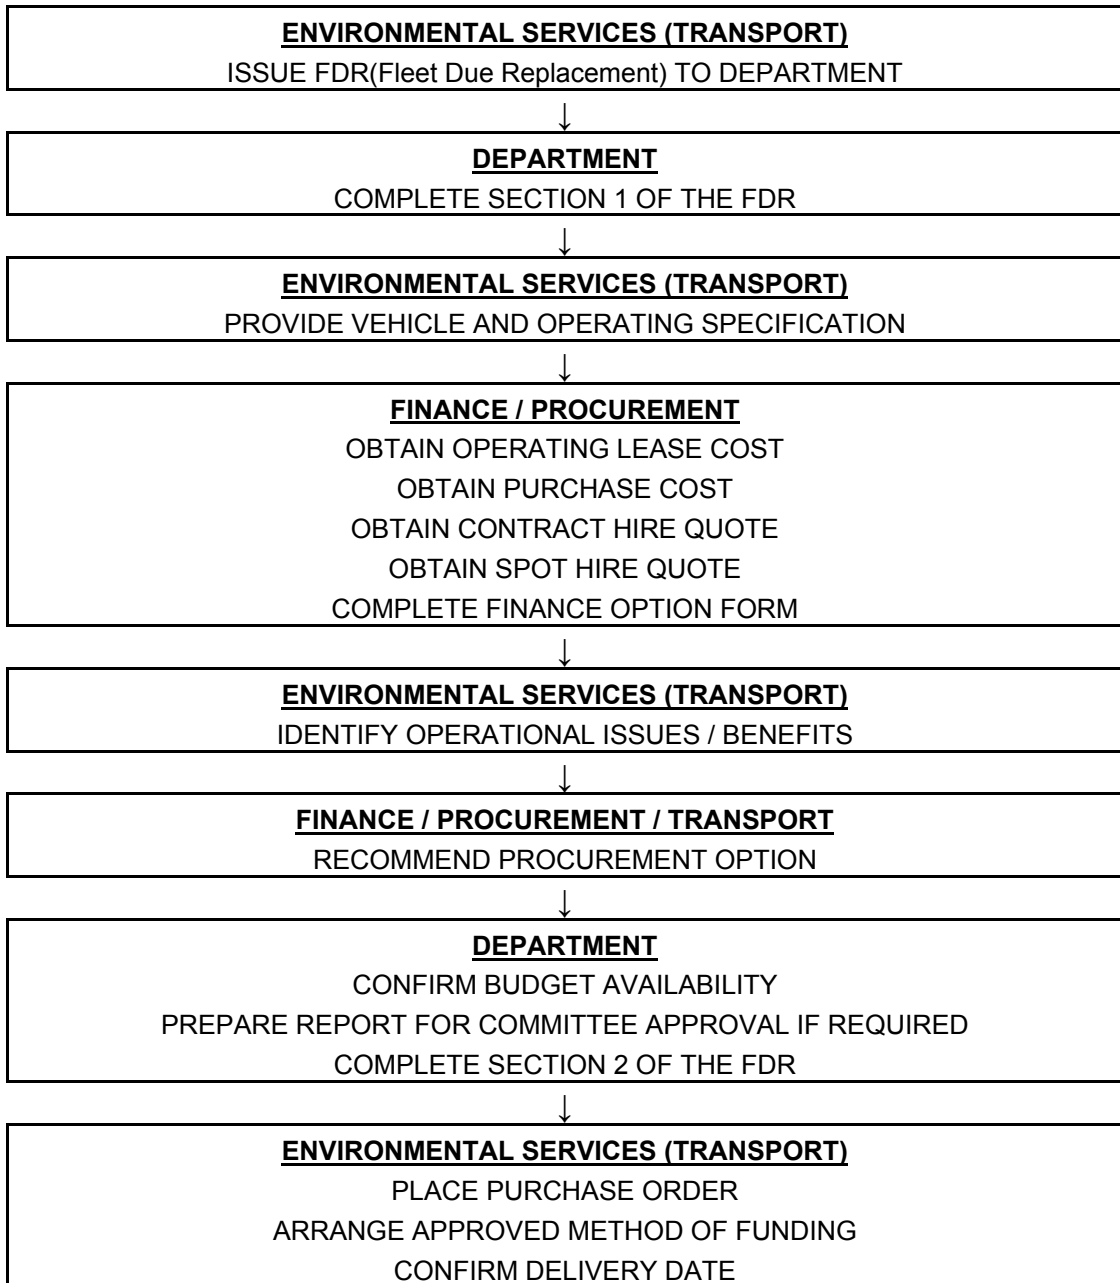 ENVIRONMENTAL SERVICES (TRANSPORT)
ISSUE FDR(Fleet Due Replacement) TO DEPARTMENT
↓
DEPARTMENT
COMPLETE SECTION 1 OF THE FDR
↓
ENVIRONMENTAL SERVICES (TRANSPORT)
PROVIDE VEHICLE AND OPERATING SPECIFICATION
↓
FINANCE / PROCUREMENT
OBTAIN OPERATING LEASE COST
OBTAIN PURCHASE COST
OBTAIN CONTRACT HIRE QUOTE
OBTAIN SPOT HIRE QUOTE
COMPLETE FINANCE OPTION FORM
↓
ENVIRONMENTAL SERVICES (TRANSPORT)
IDENTIFY OPERATIONAL ISSUES / BENEFITS
↓
FINANCE / PROCUREMENT / TRANSPORT
RECOMMEND PROCUREMENT OPTION
↓
DEPARTMENT
CONFIRM BUDGET AVAILABILITY
PREPARE REPORT FOR COMMITTEE APPROVAL IF REQUIRED
COMPLETE SECTION 2 OF THE FDR
↓
ENVIRONMENTAL SERVICES (TRANSPORT)
PLACE PURCHASE ORDER
ARRANGE APPROVED METHOD OF FUNDING
CONFIRM DELIVERY DATE